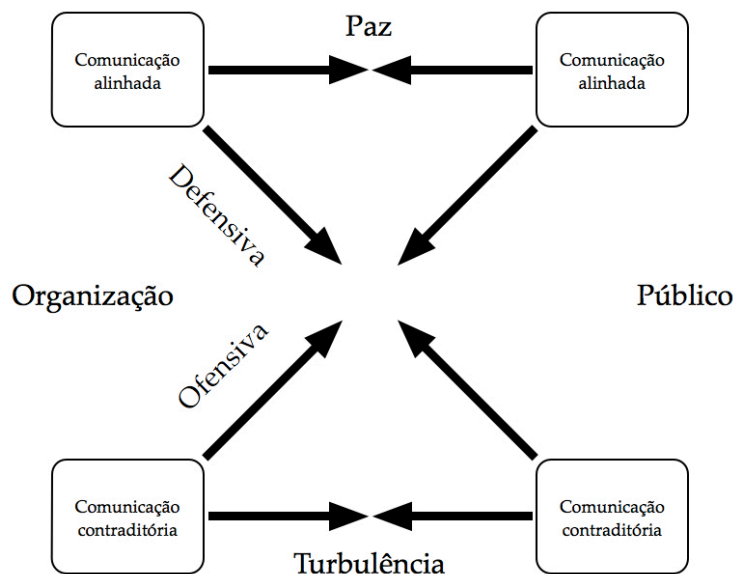 Paz
Comunicação
alinhada
Comunicação
alinhada
Defensiva
Organização
Público
Ofensiva
Comunicação
contraditória
Comunicação
contraditória
Turbulência